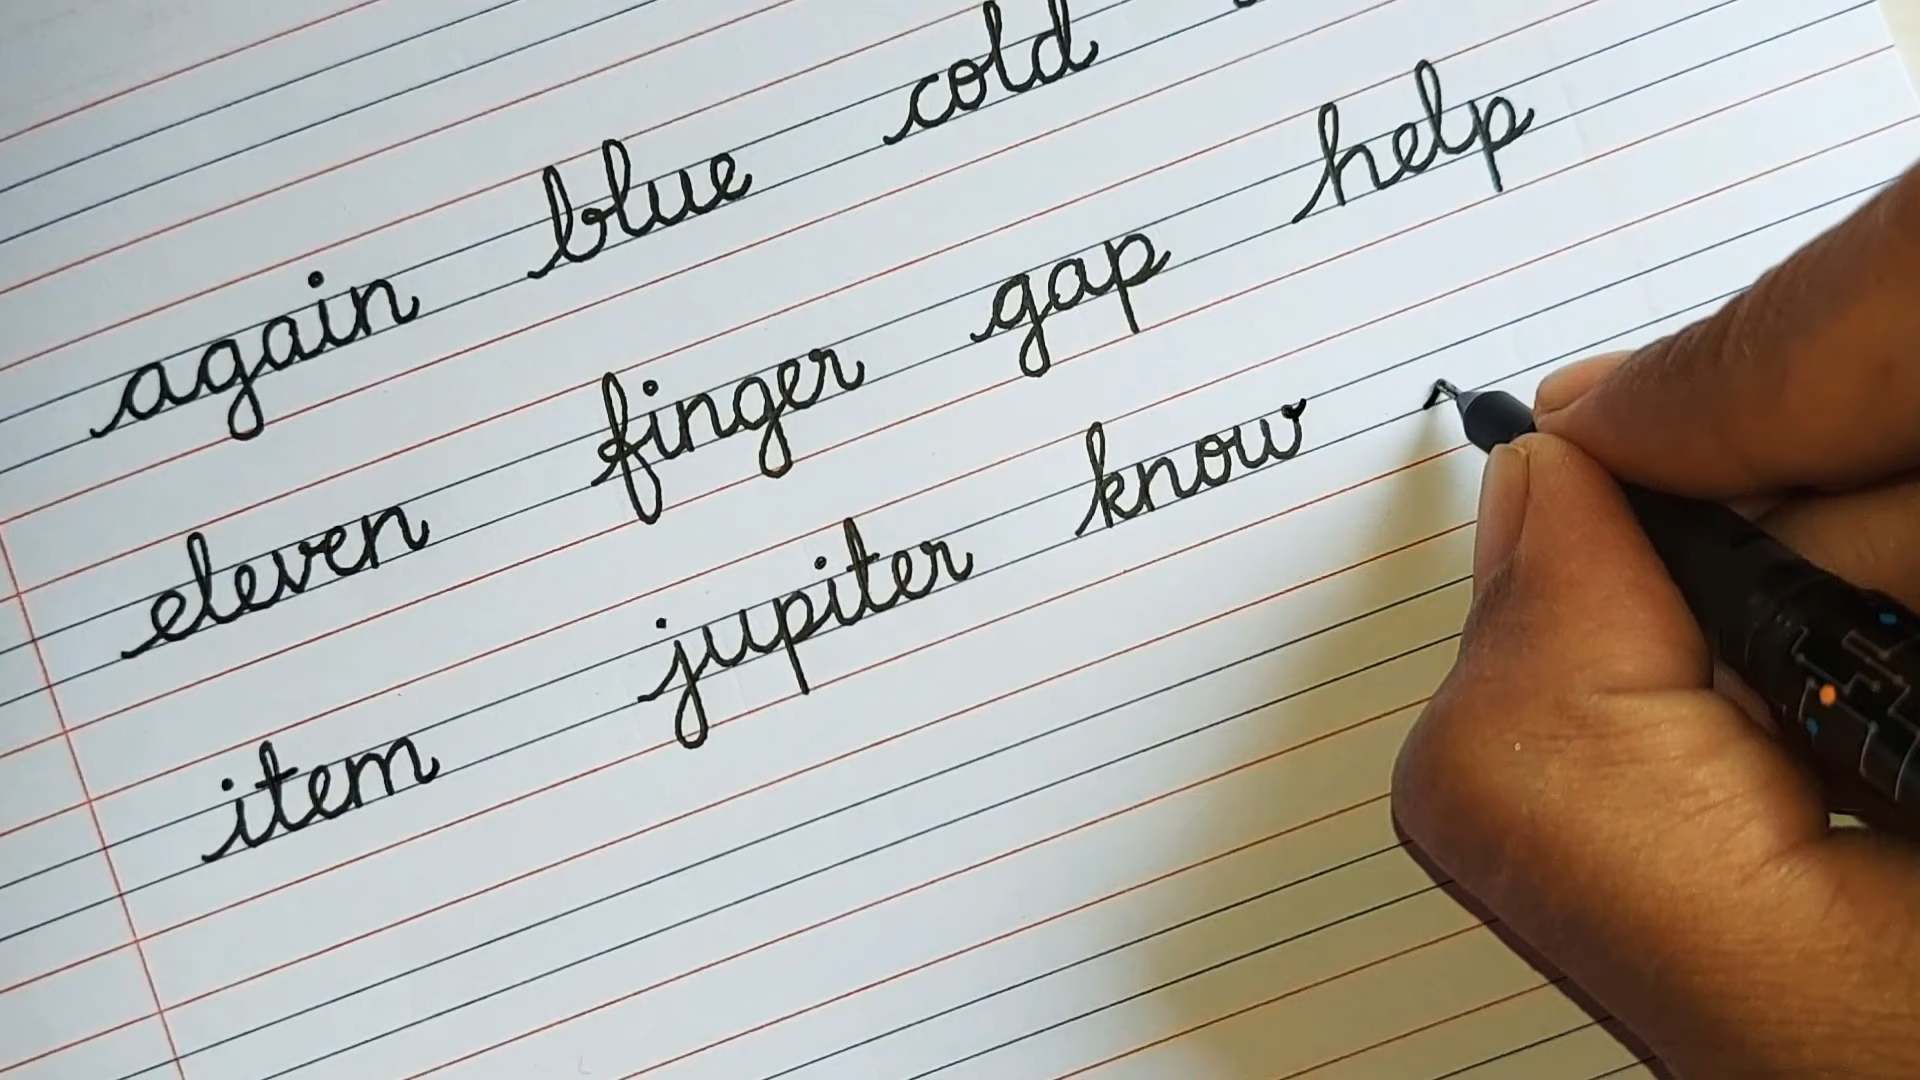 again blue cold
eleven finger gap help
item jupiter know